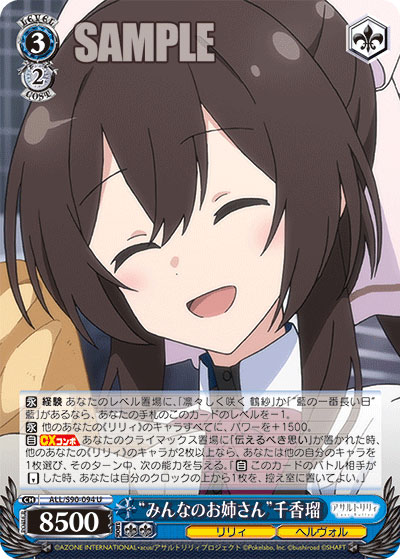 LEVEL
3
2
COST
SAMPLE
永 経験 あなたのレベル置場に、「凛々しく咲く 鶴紗」か「“藍の一番長い日”
藍」があるなら、あなたの手札のこのカードのレベルを－1。
永 他のあなたの《リリィ》のキャラすべてに、パワーを＋1500。
自 CXコンボ あなたのクライマックス置場に「伝えるべき思い」が置かれた時、
他のあなたの《リリィ》のキャラが2枚以上なら、あなたは他の自分のキャラを
1枚選び、そのターン中、次の能力を与える。『自 このカードのバトル相手が
した時、あなたは自分のクロックの上から1枚を、控え室に置いてよい。』
CH
ALL/S90-094 U
“みんなのお姉さん”千香瑠
アサルトリリィ
8500
リリィ
ヘルヴォル
©AZONE INTERNATIONAL・acus/アサルトリリィプロジェクト ©Pokelabo, Inc. ©bushiroad ©SHAFT